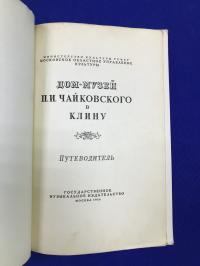 МИНИСТЕРСТВО КУЛЬТУРЫ РСФСР
МОСКОВСКОЕ ОБЛАСТНОЕ УПРАВЛЕНИЕ
КУЛЬТУРЫ
ДОМ-МУЗЕЙ
П.И. ЧАЙКОВСКОГО
В
КЛИНУ
ПУТЕВОДИТЕЛЬ
ГОСУДАРСТВЕННОЕ
МУЗЫКАЛЬНОЕ ИЗДАТЕЛЬСТВО
МОСКВА